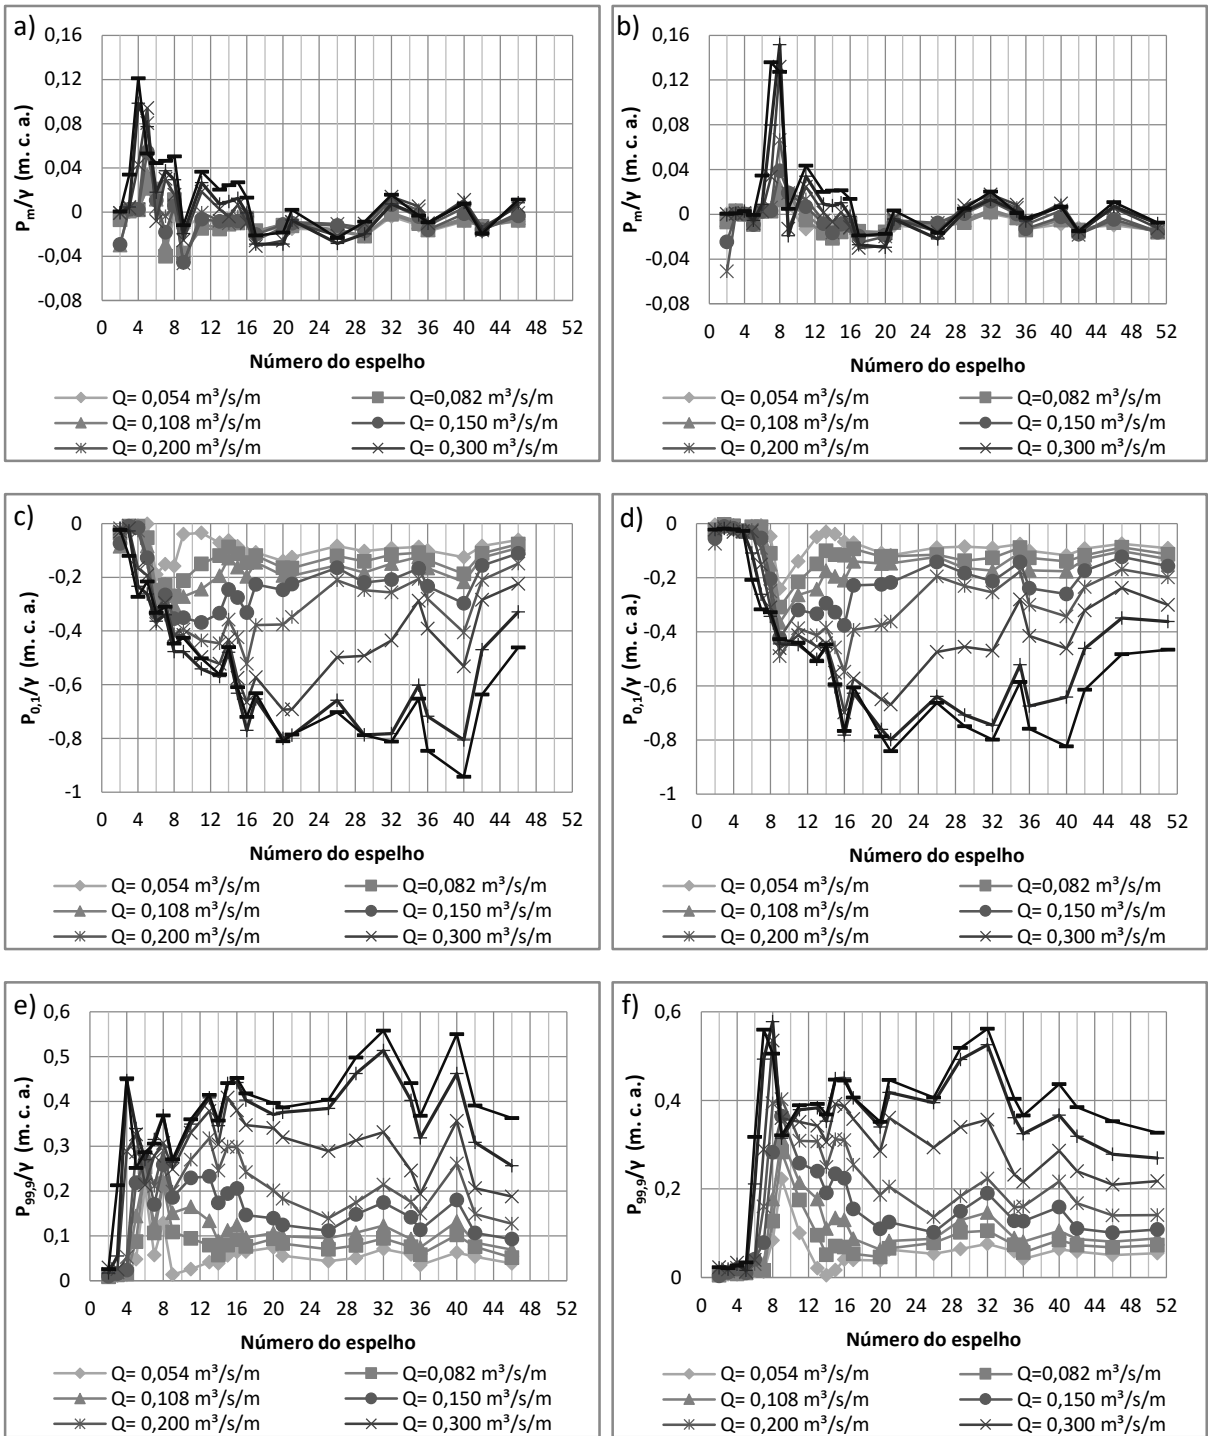 a)
0,16
0,12
0,08
0,04
0
-0,04
-0,08
Pm/γ (m. c. a.)
0 4 8 12 16 20 24 28 32 36 40 44 48 52
Número do espelho
Q= 0,054 m³/s/m Q=0,082 m³/s/m
Q= 0,108 m³/s/m Q= 0,150 m³/s/m
Q= 0,200 m³/s/m Q= 0,300 m³/s/m
b)
0,16
0,12
0,08
0,04
0
-0,04
-0,08
Pm/γ (m. c. a.)
0 4 8 12 16 20 24 28 32 36 40 44 48 52
Número do espelho
Q= 0,054 m³/s/m Q=0,082 m³/s/m
Q= 0,108 m³/s/m Q= 0,150 m³/s/m
Q= 0,200 m³/s/m Q= 0,300 m³/s/m
c)
0
-0,2
-0,4
-0,6
-0,8
-1
P0,1/γ (m. c. a.)
0 4 8 12 16 20 24 28 32 36 40 44 48 52
Número do espelho
Q= 0,054 m³/s/m Q=0,082 m³/s/m
Q= 0,108 m³/s/m Q= 0,150 m³/s/m
Q= 0,200 m³/s/m Q= 0,300 m³/s/m
d)
0
-0,2
-0,4
-0,6
-0,8
-1
P0,1/γ (m. c. a.)
0 4 8 12 16 20 24 28 32 36 40 44 48 52
Número do espelho
Q= 0,054 m³/s/m Q=0,082 m³/s/m
Q= 0,108 m³/s/m Q= 0,150 m³/s/m
Q= 0,200 m³/s/m Q= 0,300 m³/s/m
e)
0,6
0,5
0,4
0,3
0,2
0,1
0
P99,9/γ (m. c. a.)
0 4 8 12 16 20 24 28 32 36 40 44 48 52
Número do espelho
Q= 0,054 m³/s/m Q=0,082 m³/s/m
Q= 0,108 m³/s/m Q= 0,150 m³/s/m
Q= 0,200 m³/s/m Q= 0,300 m³/s/m
f)
0,6
0,4
0,2
0
P99,9/γ (m. c. a.)
0 4 8 12 16 20 24 28 32 36 40 44 48 52
Número do espelho
Q= 0,054 m³/s/m Q=0,082 m³/s/m
Q= 0,108 m³/s/m Q= 0,150 m³/s/m
Q= 0,200 m³/s/m Q= 0,300 m³/s/m